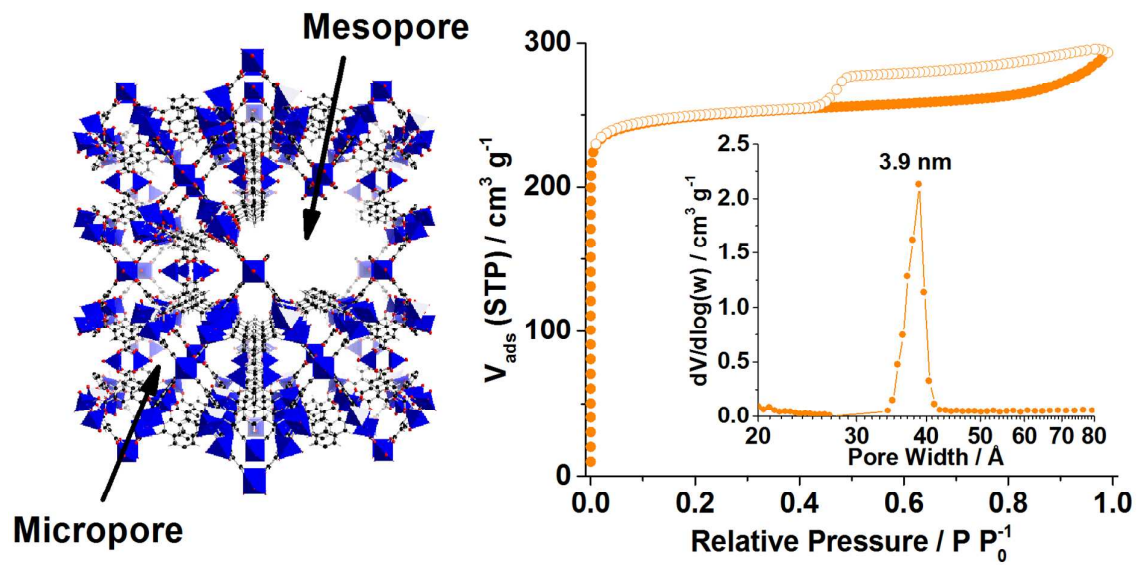 Mesopore
Micropore
300
200
100
0
V_ads (STP) / cm³ g⁻¹
0.0 0.2 0.4 0.6 0.8 1.0
Relative Pressure / P P₀⁻¹
3.9 nm
2.5
2.0
1.5
1.0
0.5
0.0
dV/dlog(w) / cm³ g⁻¹
20 30 40 50 60 70 80
Pore Width / Å